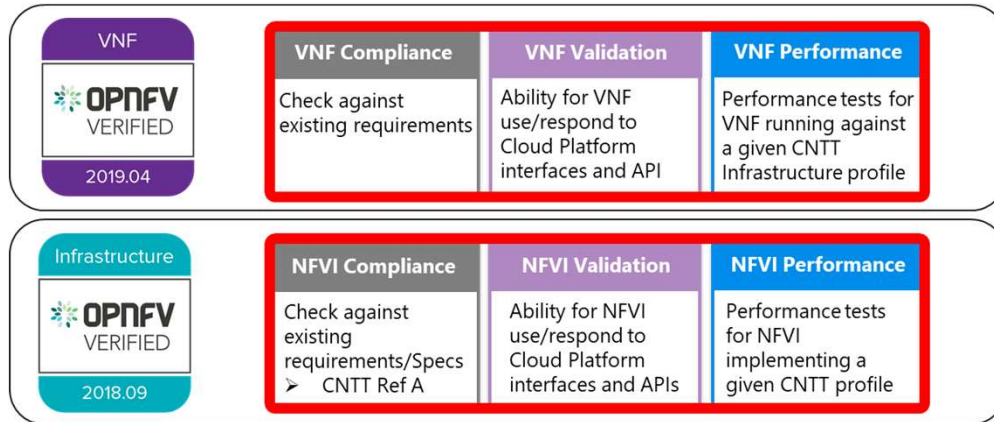 VNF
OPNFV
VERIFIED
2019.04
VNF Compliance
Check against
existing requirements
VNF Validation
Ability for VNF
use/respond to
Cloud Platform
interfaces and API
VNF Performance
Performance tests for
VNF running against
a given CNTT
Infrastructure profile
Infrastructure
OPNFV
VERIFIED
2018.09
NFVI Compliance
Check against
existing
requirements/Specs
➤ CNTT Ref A
NFVI Validation
Ability for NFVI
use/respond to
Cloud Platform
interfaces and APIs
NFVI Performance
Performance tests
for NFVI
implementing a
given CNTT profile